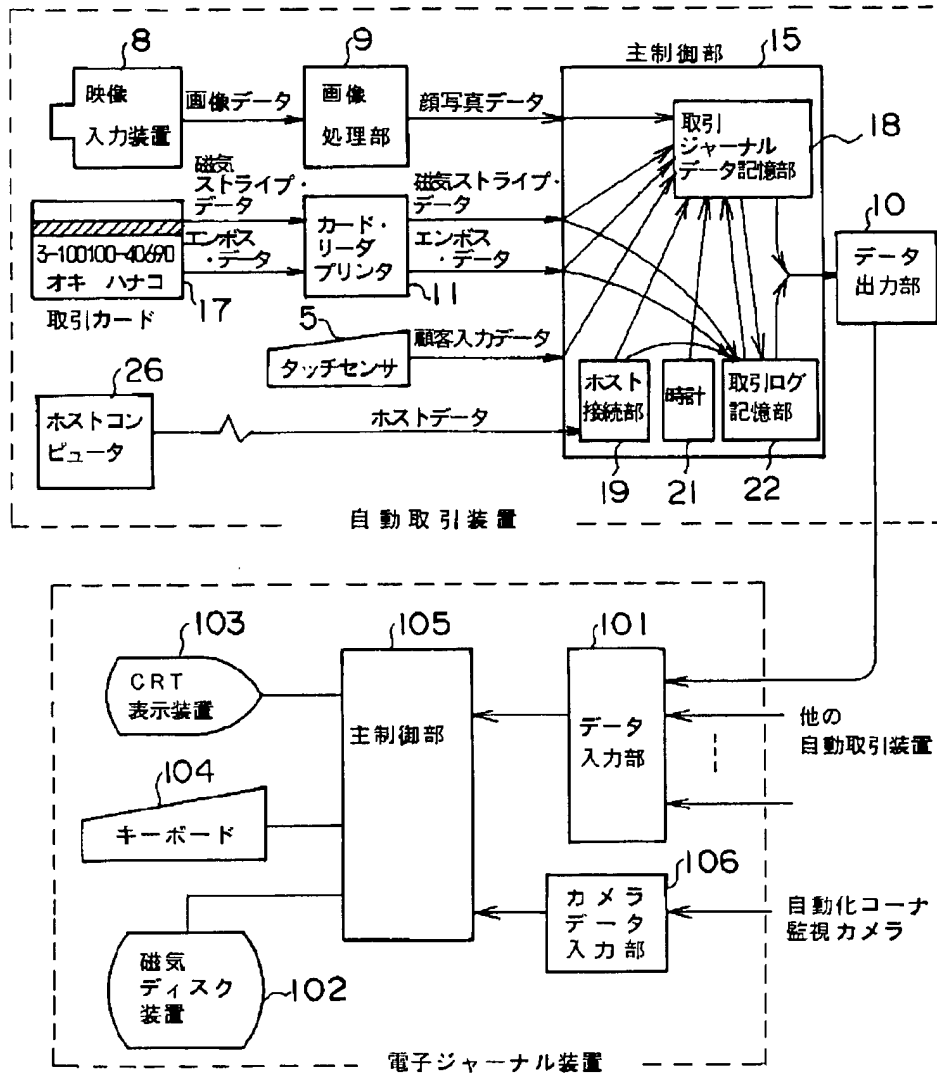 8
映像
入力装置
画像データ
9
画像
処理部
顔写真データ
主制御部
15
取引
ジャーナル
データ記憶部
18
磁気
ストライプ・
データ
エンボス
・データ
3-100100-40690
オキ ハナコ
17
取引カード
カード・
リーダ
プリンタ
11
磁気ストライプ・
データ
エンボス・データ
10
データ
出力部
5
タッチセンサ
顧客入力データ
26
ホストコン
ピュータ
ホストデータ
ホスト
接続部
19
時計
21
取引ログ
記憶部
22
自動取引装置
103
CRT
表示装置
105
主制御部
101
データ
入力部
他の
自動取引装置
104
キーボード
106
カメラ
データ
入力部
自動化コーナ
監視カメラ
磁気
ディスク
装置
102
電子ジャーナル装置